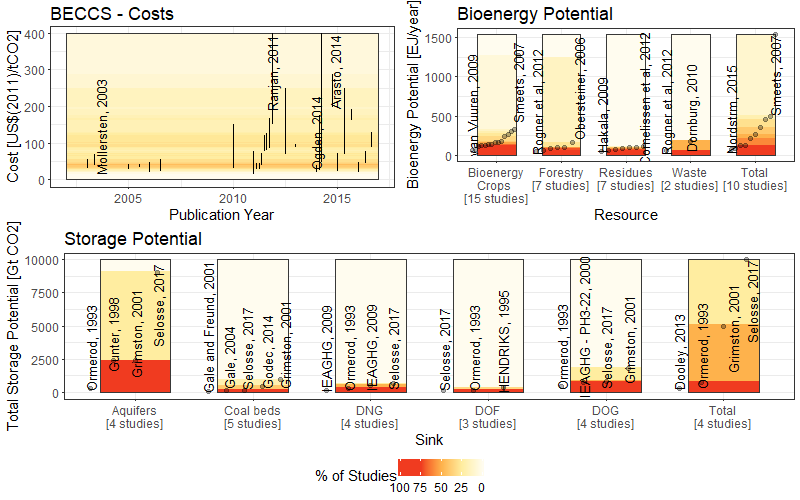 BECCS - Costs
Cost [US$(2011)/tCO2]
400
300
200
100
0
Mollersten, 2003
Ranjan, 2011
Ogden, 2014
Arasto, 2014
2005
2010
2015
Publication Year
Bioenergy Potential
Bioenergy Potential [EJ/year]
1500
1000
500
0
van Vuuren, 2009
Smeets, 2007
Rogner et al, 2012
Obersteiner, 2006
Hakala, 2009
Cornelissen et al, 2012
Rogner et al, 2012
Dornburg, 2010
Nordstrm, 2015
Smeets, 2007
Bioenergy
Crops
[15 studies]
Forestry
[7 studies]
Residues
[7 studies]
Waste
[2 studies]
Total
[10 studies]
Resource
Storage Potential
Total Storage Potential [Gt CO2]
10000
7500
5000
2500
0
Ormerod, 1993
Gunter, 1998
Grimston, 2001
Selosse, 2017
Gale and Freund, 2001
Gale, 2004
Selosse, 2017
Godec, 2014
Grimston, 2001
IEAGHG, 2009
Ormerod, 1993
IEAGHG, 2009
Selosse, 2017
Selosse, 2017
Ormerod, 1993
HENDRIKS, 1995
Ormerod, 1993
IEAGHG - PH3-22, 2000
Selosse, 2017
Grimston, 2001
Dooley, 2013
Ormerod, 1993
Grimston, 2001
Selosse, 2017
Aquifers
[4 studies]
Coal beds
[5 studies]
DNG
[4 studies]
DOF
[3 studies]
DOG
[4 studies]
Total
[4 studies]
Sink
% of Studies
100 75 50 25 0